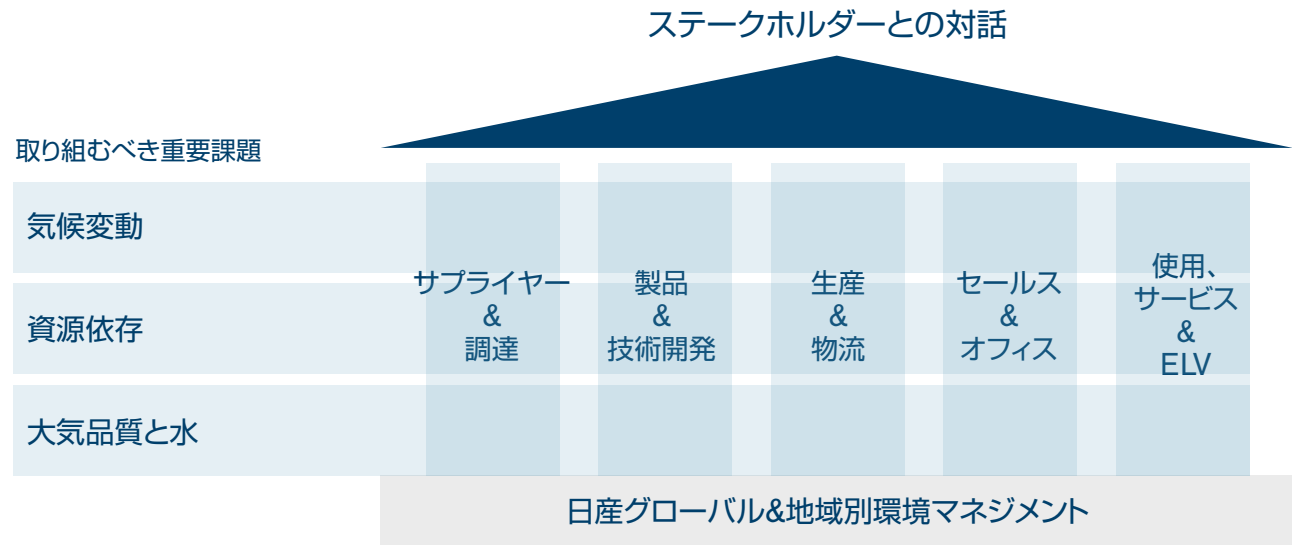 ステークホルダーとの対話
取り組むべき重要課題
気候変動
資源依存
大気品質と水
サプライヤー
&
調達
製品
&
技術開発
生産
&
物流
セールス
&
オフィス
使用、
サービス
&
ELV
日産グローバル&地域別環境マネジメント